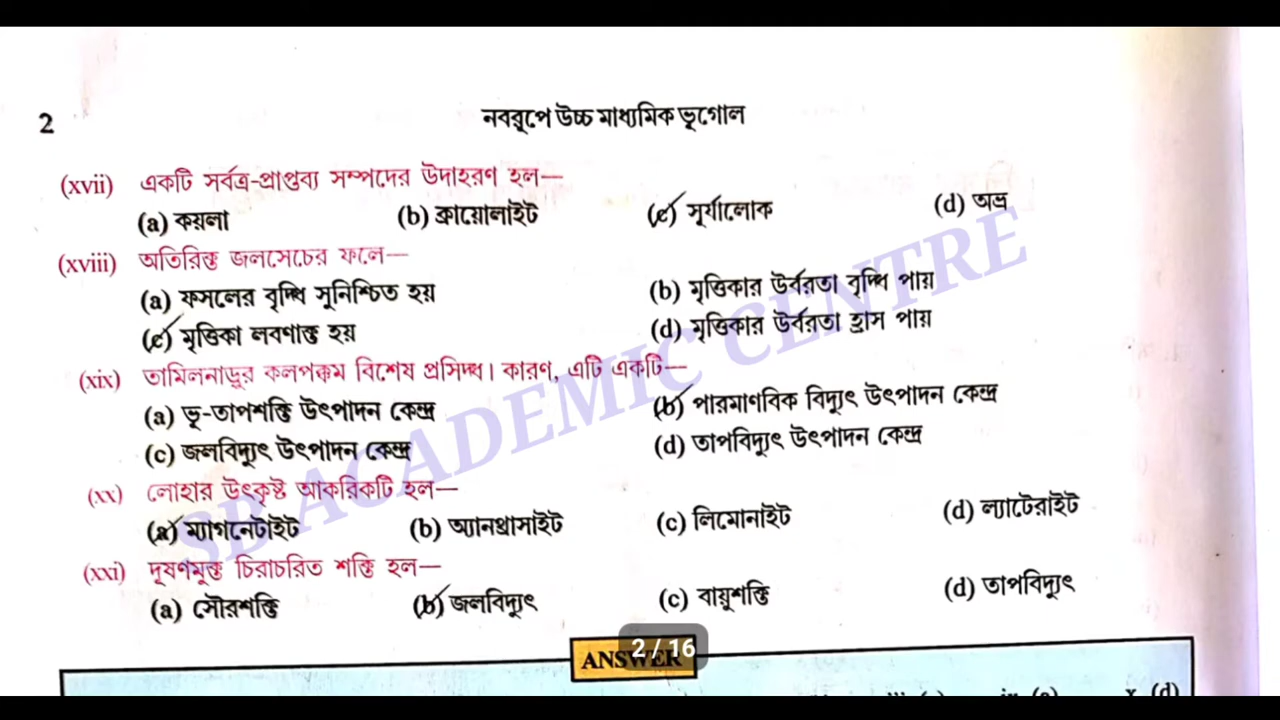 2
নবরূপে উচ্চ মাধ্যমিক ভূগোল
(xvii) একটি সর্বত্র-প্রাপ্তব্য সম্পদের উদাহরণ হল—
(a) কয়লা (b) ক্রায়োলাইট (c) সূর্যালোক (d) অভ্র
(xviii) অতিরিক্ত জলসেচের ফলে—
(a) ফসলের বৃদ্ধি সুনিশ্চিত হয় (b) মৃত্তিকার উর্বরতা বৃদ্ধি পায়
(c) মৃত্তিকা লবণাক্ত হয় (d) মৃত্তিকার উর্বরতা হ্রাস পায়
(xix) তামিলনাড়ুর কলপক্কম বিশেষ প্রসিদ্ধ। কারণ, এটি একটি—
(a) ভূ-তাপশক্তি উৎপাদন কেন্দ্র (b) পারমাণবিক বিদ্যুৎ উৎপাদন কেন্দ্র
(c) জলবিদ্যুৎ উৎপাদন কেন্দ্র (d) তাপবিদ্যুৎ উৎপাদন কেন্দ্র
(xx) লোহার উৎকৃষ্ট আকরিকটি হল—
(a) ম্যাগনেটাইট (b) অ্যানথ্রাসাইট (c) লিমোনাইট (d) ল্যাটেরাইট
(xxi) দূষণমুক্ত চিরাচরিত শক্তি হল—
(a) সৌরশক্তি (b) জলবিদ্যুৎ (c) বায়ুশক্তি (d) তাপবিদ্যুৎ
SB ACADEMIC CENTRE
ANSWER
2 / 16
x (d)